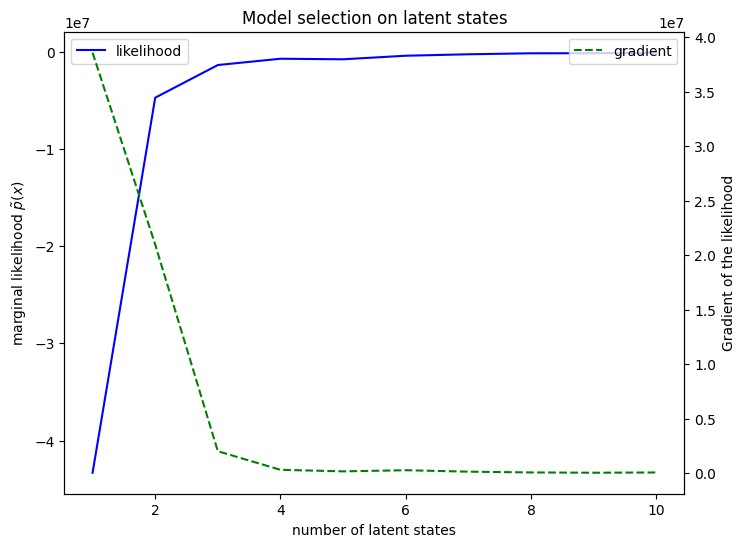 Model selection on latent states
1e7
1e7
likelihood
gradient
0
−1
−2
−3
−4
marginal likelihood p̃(x)
4.0
3.5
3.0
2.5
2.0
1.5
1.0
0.5
0.0
Gradient of the likelihood
2
4
6
8
10
number of latent states